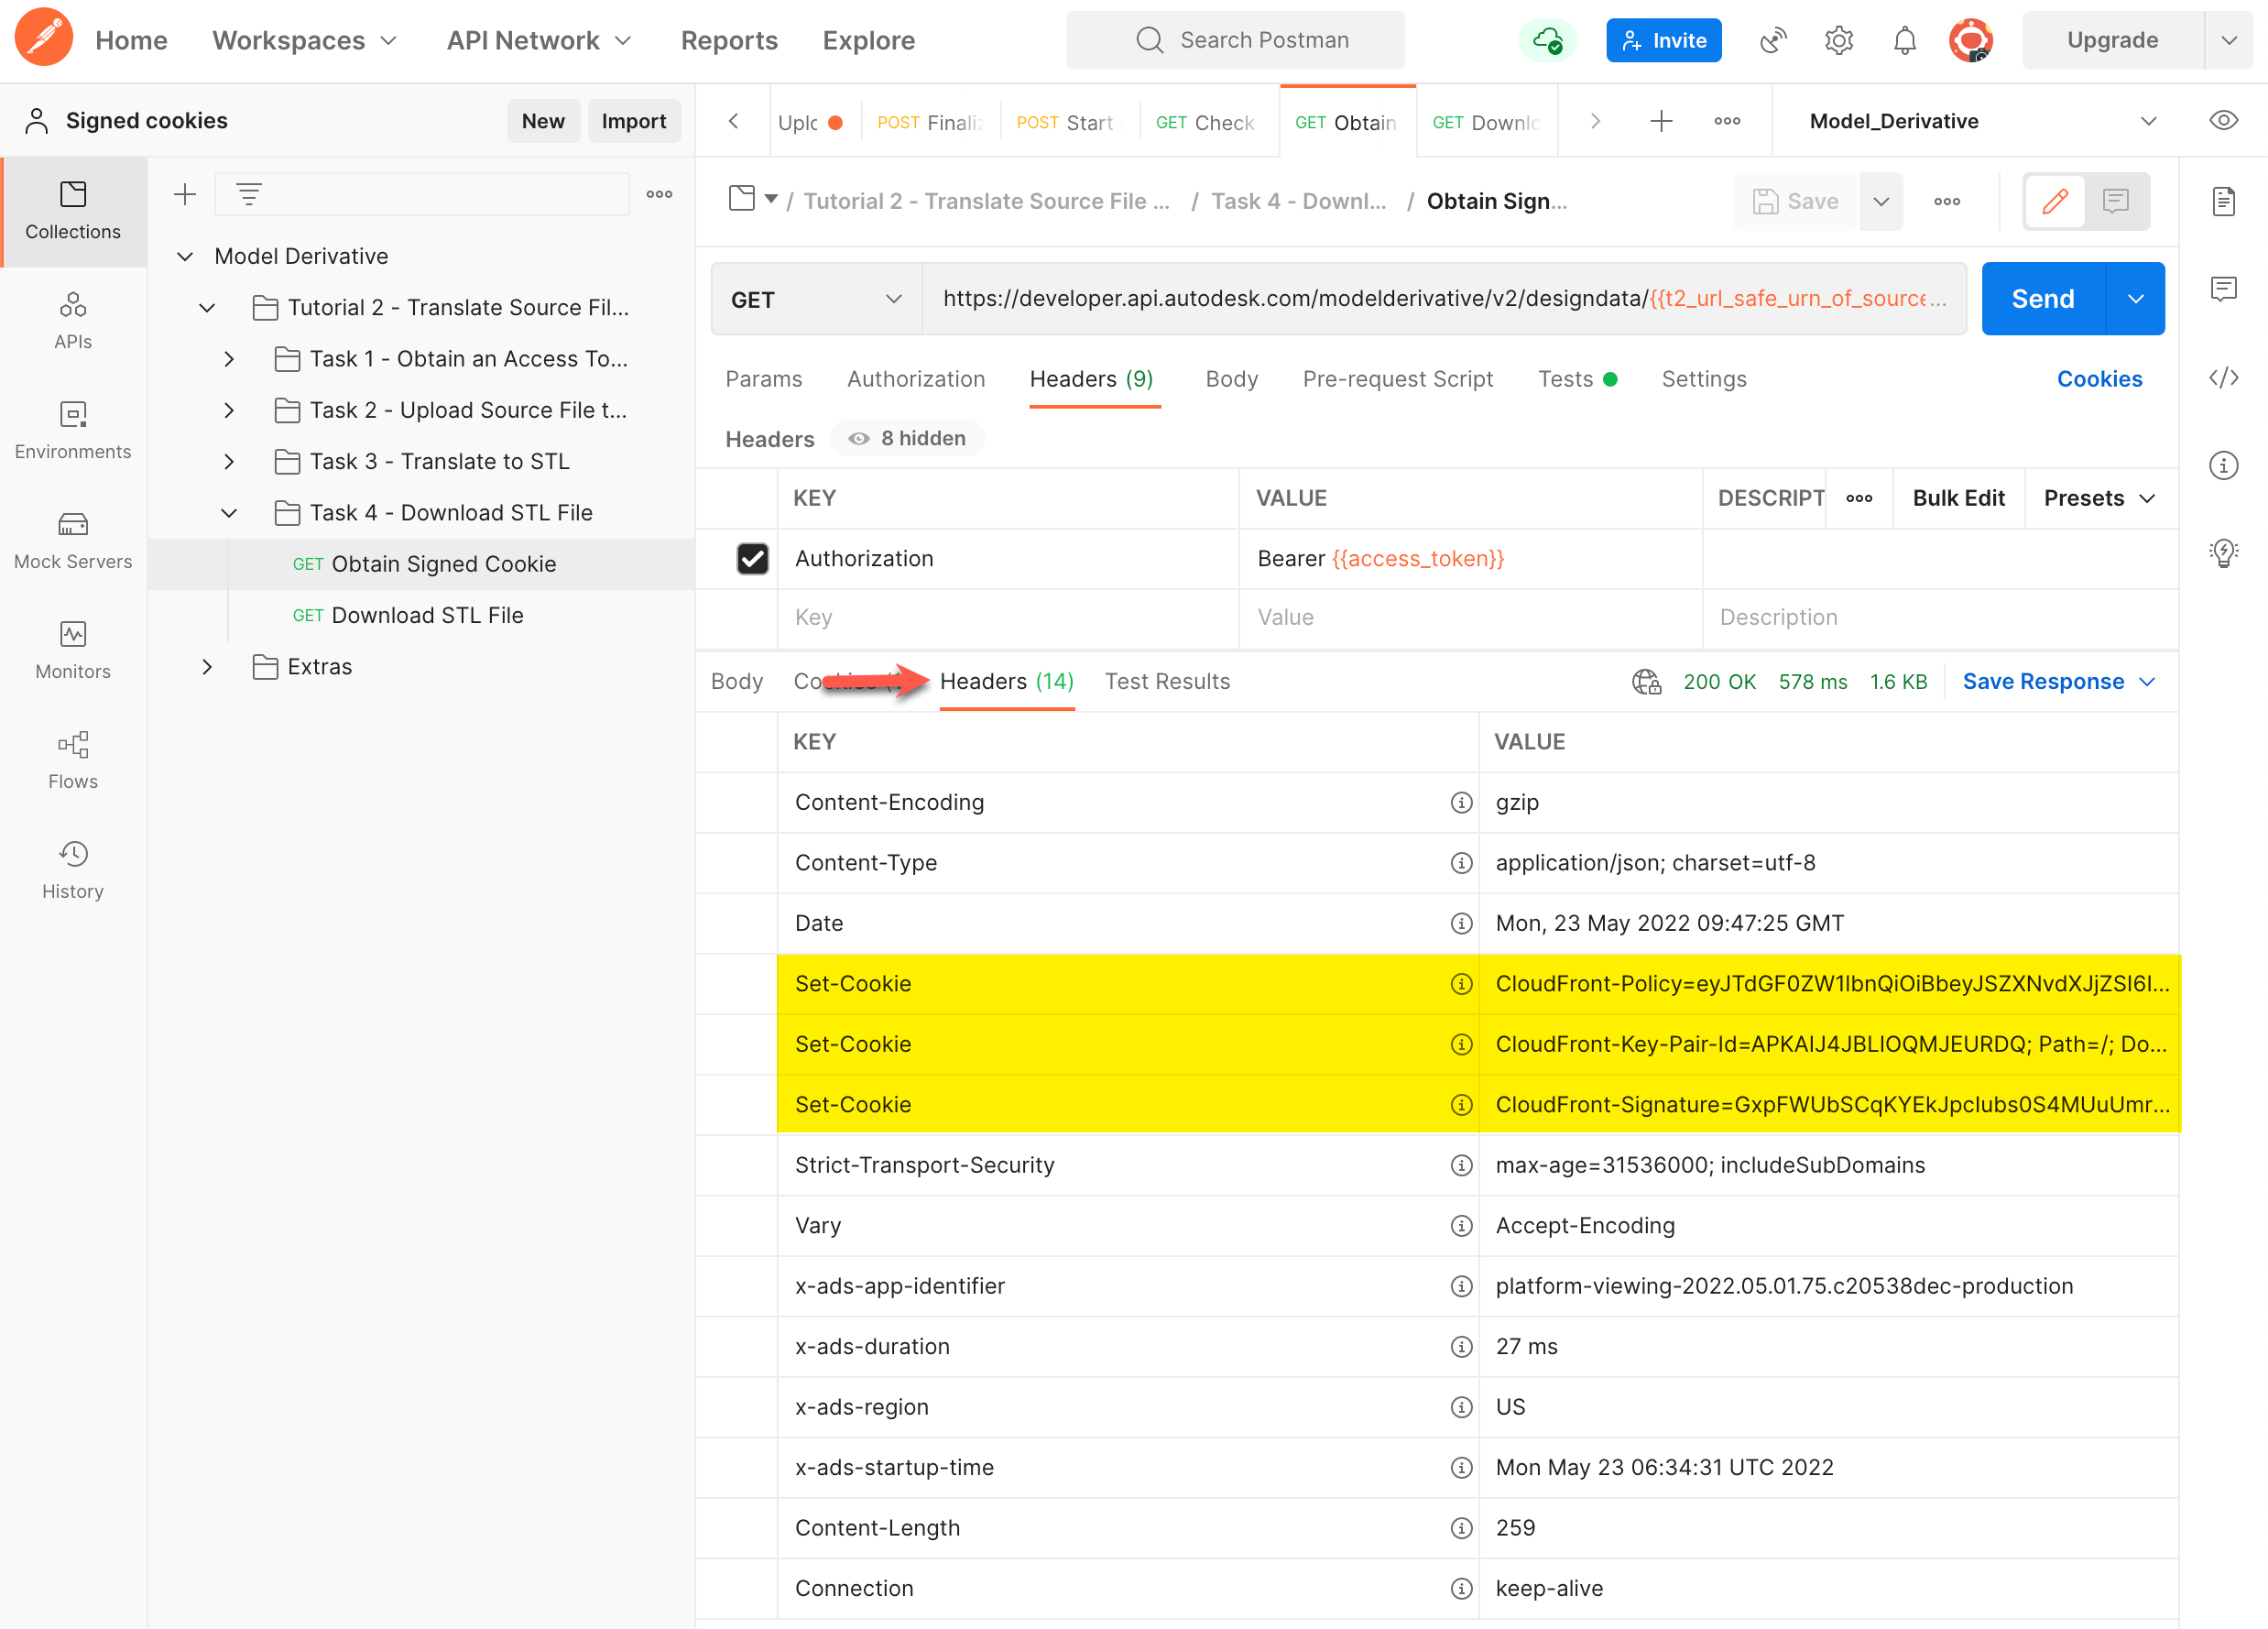 Home Workspaces API Network Reports Explore Search Postman Invite Upgrade
Signed cookies New Import
Uplo POST Finaliz POST Start GET Check GET Obtain GET Downlo Model_Derivative
/ Tutorial 2 - Translate Source File ... / Task 4 - Downl... / Obtain Sign... Save
Collections
APIs
Environments
Mock Servers
Monitors
Flows
History
Model Derivative
Tutorial 2 - Translate Source Fil...
Task 1 - Obtain an Access To...
Task 2 - Upload Source File t...
Task 3 - Translate to STL
Task 4 - Download STL File
GET Obtain Signed Cookie
GET Download STL File
Extras
GET https://developer.api.autodesk.com/modelderivative/v2/designdata/{{t2_url_safe_urn_of_source... Send
Params Authorization Headers (9) Body Pre-request Script Tests Settings Cookies
Headers 8 hidden
KEY VALUE DESCRIPT Bulk Edit Presets
Authorization Bearer {{access_token}}
Key Value Description
Body Headers (14) Test Results 200 OK 578 ms 1.6 KB Save Response
KEY VALUE
Content-Encoding gzip
Content-Type application/json; charset=utf-8
Date Mon, 23 May 2022 09:47:25 GMT
Set-Cookie CloudFront-Policy=eyJTdGF0ZW1lbnQiOiBbeyJSZXNvdXJjZSI6I...
Set-Cookie CloudFront-Key-Pair-Id=APKAIJ4JBLIOQMJEURDQ; Path=/; Do...
Set-Cookie CloudFront-Signature=GxpFWUbSCqKYEkJpclubs0S4MUuUmr...
Strict-Transport-Security max-age=31536000; includeSubDomains
Vary Accept-Encoding
x-ads-app-identifier platform-viewing-2022.05.01.75.c20538dec-production
x-ads-duration 27 ms
x-ads-region US
x-ads-startup-time Mon May 23 06:34:31 UTC 2022
Content-Length 259
Connection keep-alive